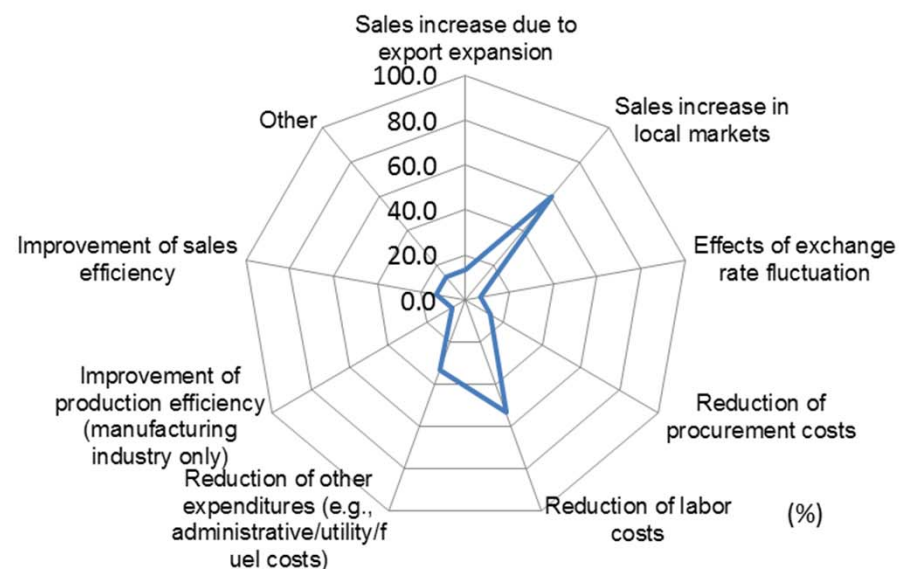 Sales increase due to
export expansion
100.0
80.0
60.0
40.0
20.0
0.0
Sales increase in
local markets
Effects of exchange
rate fluctuation
Reduction of
procurement costs
Reduction of labor
costs
(%)
Reduction of other
expenditures (e.g.,
administrative/utility/f
uel costs)
Improvement of
production efficiency
(manufacturing
industry only)
Improvement of sales
efficiency
Other